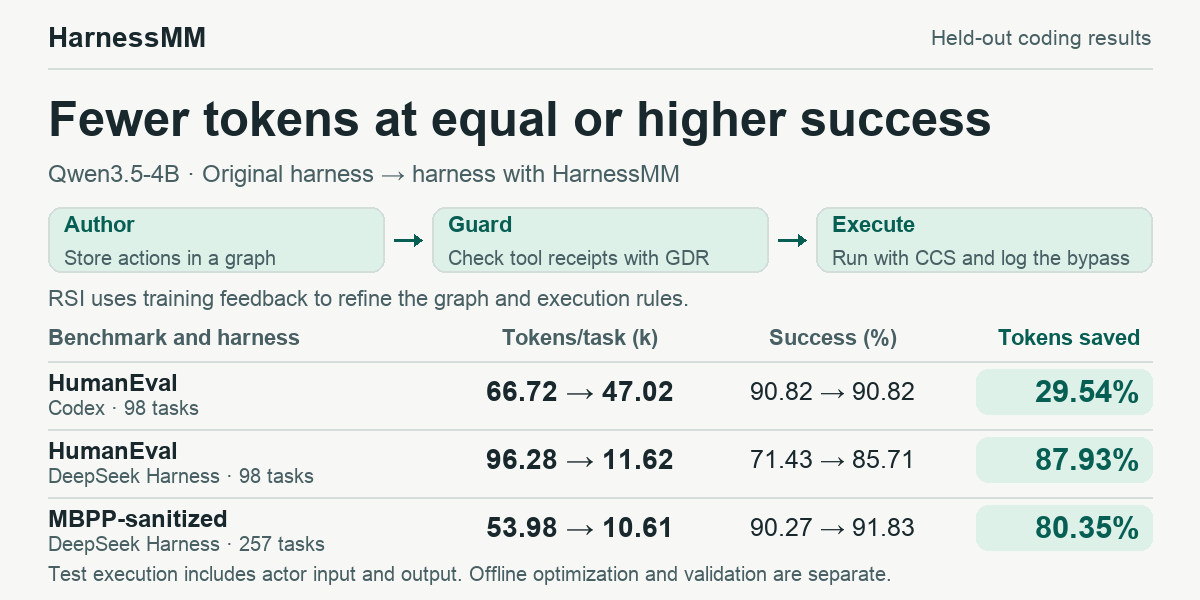 HarnessMM
Held-out coding results
Fewer tokens at equal or higher success
Qwen3.5-4B · Original harness → harness with HarnessMM
Author
Store actions in a graph
Guard
Check tool receipts with GDR
Execute
Run with CCS and log the bypass
RSI uses training feedback to refine the graph and execution rules.
Benchmark and harness Tokens/task (k) Success (%) Tokens saved
HumanEval
Codex · 98 tasks
66.72 → 47.02 90.82 → 90.82 29.54%
HumanEval
DeepSeek Harness · 98 tasks
96.28 → 11.62 71.43 → 85.71 87.93%
MBPP-sanitized
DeepSeek Harness · 257 tasks
53.98 → 10.61 90.27 → 91.83 80.35%
Test execution includes actor input and output. Offline optimization and validation are separate.